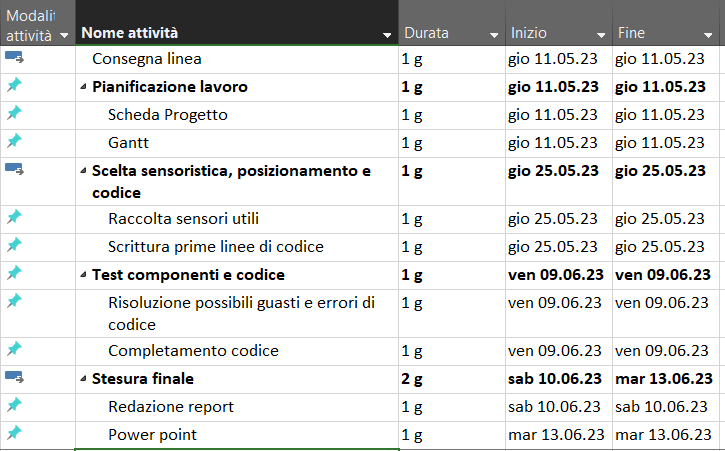 Modalit
attività Nome attività Durata Inizio Fine
Consegna linea 1 g gio 11.05.23 gio 11.05.23
Pianificazione lavoro 1 g gio 11.05.23 gio 11.05.23
Scheda Progetto 1 g gio 11.05.23 gio 11.05.23
Gantt 1 g gio 11.05.23 gio 11.05.23
Scelta sensoristica, posizionamento e 1 g gio 25.05.23 gio 25.05.23
codice
Raccolta sensori utili 1 g gio 25.05.23 gio 25.05.23
Scrittura prime linee di codice 1 g gio 25.05.23 gio 25.05.23
Test componenti e codice 1 g ven 09.06.23 ven 09.06.23
Risoluzione possibili guasti e errori di 1 g ven 09.06.23 ven 09.06.23
codice
Completamento codice 1 g ven 09.06.23 ven 09.06.23
Stesura finale 2 g sab 10.06.23 mar 13.06.23
Redazione report 1 g sab 10.06.23 sab 10.06.23
Power point 1 g mar 13.06.23 mar 13.06.23